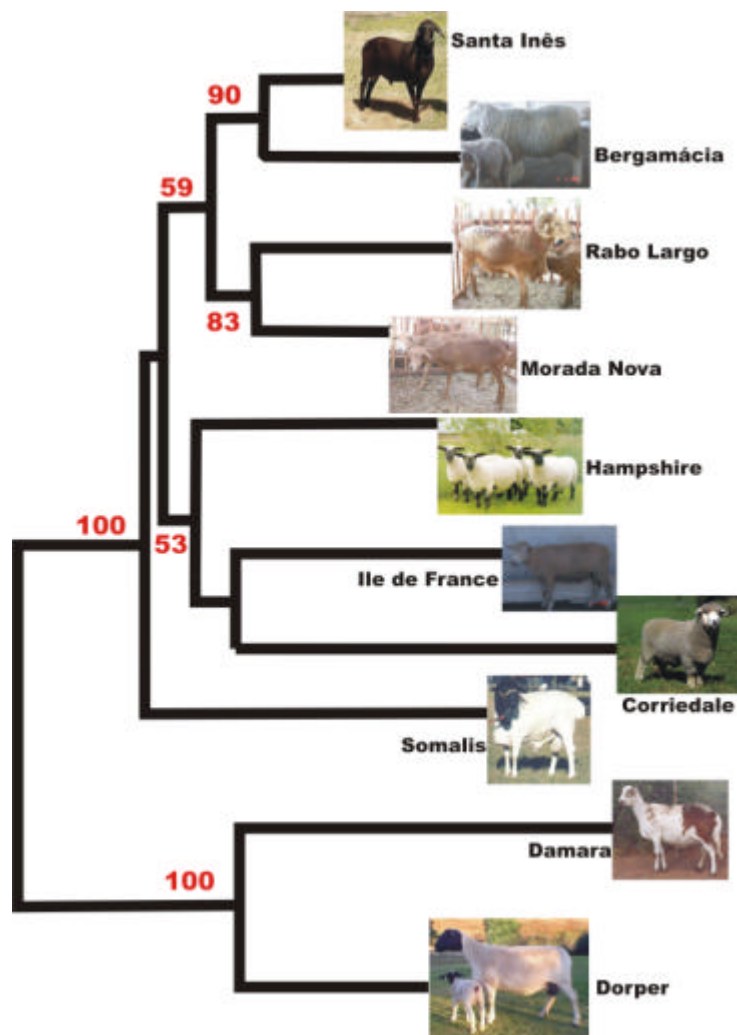 Santa Inês
90
Bergamácia
59
Rabo Largo
83
Morada Nova
Hampshire
100
53
Ile de France
Corriedale
Somalis
Damara
100
Dorper